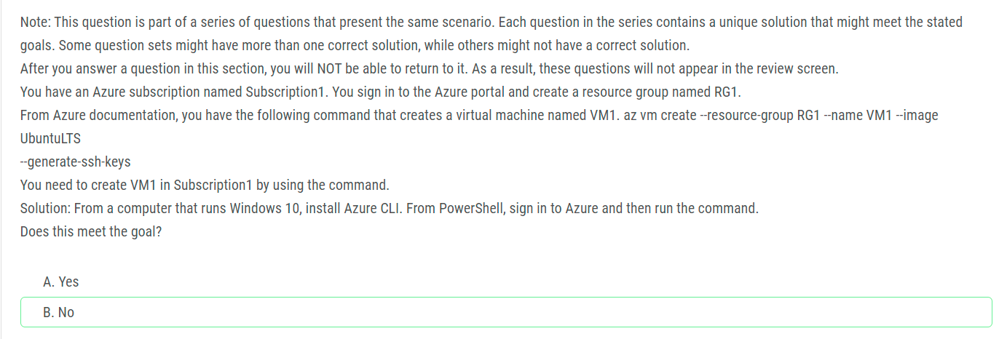 Note: This question is part of a series of questions that present the same scenario. Each question in the series contains a unique solution that might meet the stated
goals. Some question sets might have more than one correct solution, while others might not have a correct solution.
After you answer a question in this section, you will NOT be able to return to it. As a result, these questions will not appear in the review screen.
You have an Azure subscription named Subscription1. You sign in to the Azure portal and create a resource group named RG1.
From Azure documentation, you have the following command that creates a virtual machine named VM1. az vm create --resource-group RG1 --name VM1 --image
UbuntuLTS
--generate-ssh-keys
You need to create VM1 in Subscription1 by using the command.
Solution: From a computer that runs Windows 10, install Azure CLI. From PowerShell, sign in to Azure and then run the command.
Does this meet the goal?
A. Yes
B. No